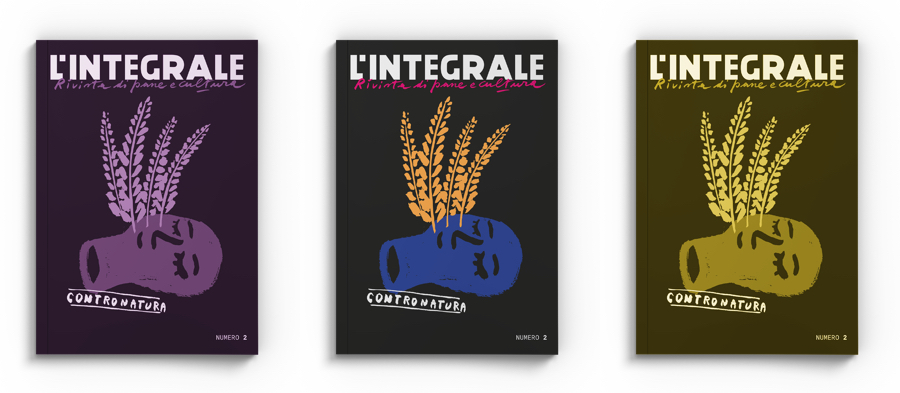 L'INTEGRALE
Rivista di pane e cultura
CONTRONATURA
NUMERO 2
L'INTEGRALE
Rivista di pane e cultura
CONTRONATURA
NUMERO 2
L'INTEGRALE
Rivista di pane e cultura
CONTRONATURA
NUMERO 2